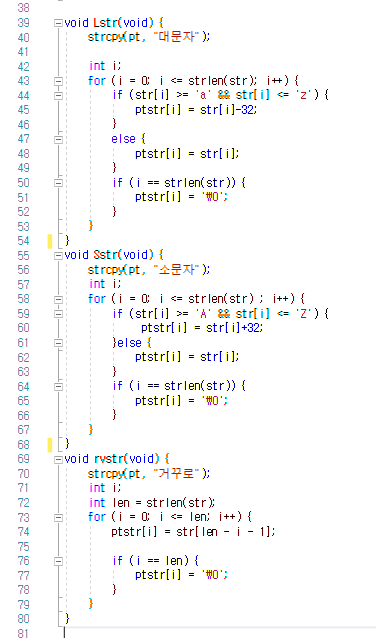 38
39 void Lstr(void) {
40 strcpy(pt, "대문자");
41
42 int i;
43 for (i = 0; i <= strlen(str); i++) {
44 if (str[i] >= 'a' && str[i] <= 'z') {
45 ptstr[i] = str[i]-32;
46 }
47 else {
48 ptstr[i] = str[i];
49 }
50 if (i == strlen(str)) {
51 ptstr[i] = '₩0';
52 }
53 }
54 }
55 void Sstr(void) {
56 strcpy(pt, "소문자");
57 int i;
58 for (i = 0; i <= strlen(str) ; i++) {
59 if (str[i] >= 'A' && str[i] <= 'Z') {
60 ptstr[i] = str[i]+32;
61 }else {
62 ptstr[i] = str[i];
63 }
64 if (i == strlen(str)) {
65 ptstr[i] = '₩0';
66 }
67 }
68 }
69 void rvstr(void) {
70 strcpy(pt, "거꾸로");
71 int i;
72 int len = strlen(str);
73 for (i = 0; i <= len; i++) {
74 ptstr[i] = str[len - i - 1];
75
76 if (i == len) {
77 ptstr[i] = '₩0';
78 }
79 }
80 }
81